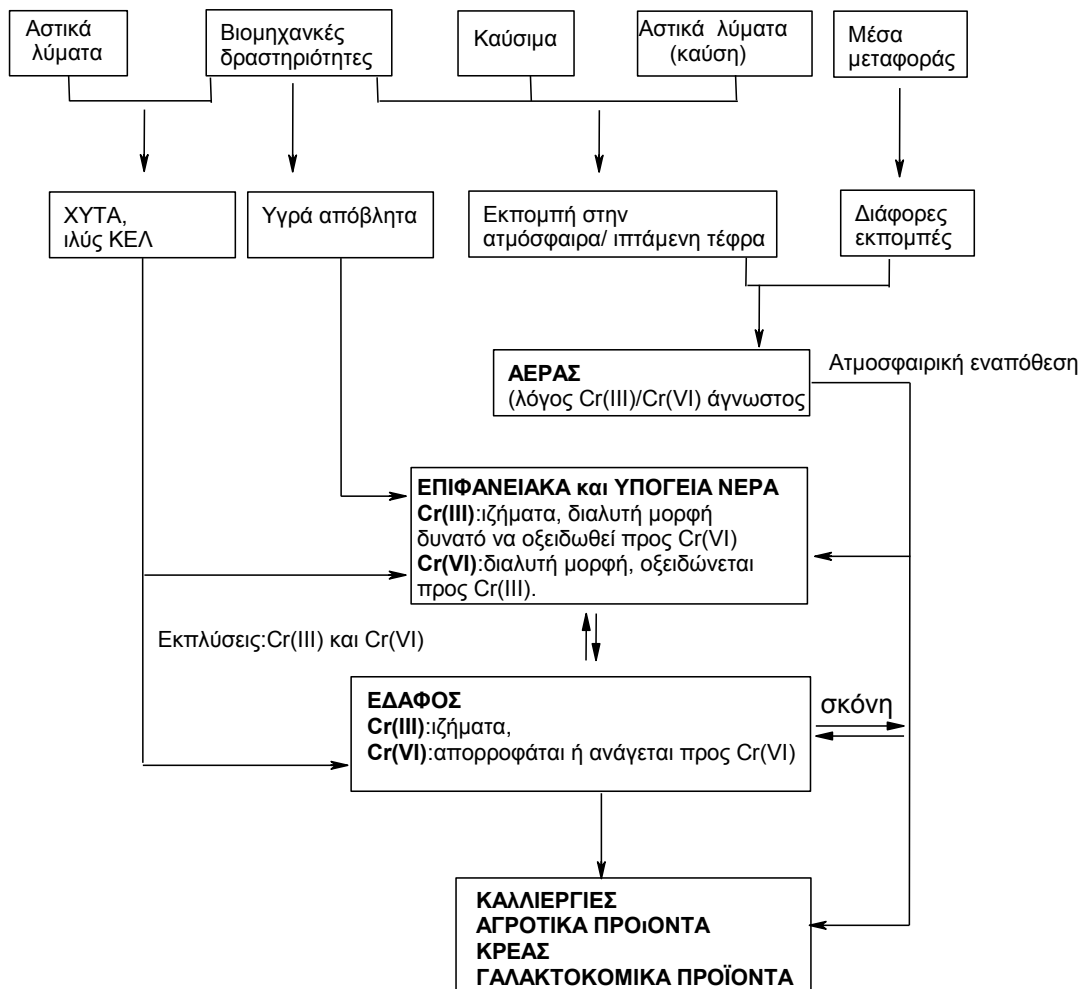 Αστικά
λύματα
Βιομηχανκές
δραστηριότητες
Καύσιμα
Αστικά λύματα
(καύση)
Μέσα
μεταφοράς
ΧΥΤΑ,
ιλύς ΚΕΛ
Υγρά απόβλητα
Εκπομπή στην
ατμόσφαιρα/ ιπτάμενη τέφρα
Διάφορες
εκπομπές
ΑΕΡΑΣ
(λόγος Cr(III)/Cr(VI) άγνωστος
Ατμοσφαιρική εναπόθεση
ΕΠΙΦΑΝΕΙΑΚΑ και ΥΠΟΓΕΙΑ ΝΕΡΑ
Cr(III):ιζήματα, διαλυτή μορφή
δυνατό να οξειδωθεί προς Cr(VI)
Cr(VI):διαλυτή μορφή, οξειδώνεται
προς Cr(III).
Εκπλύσεις:Cr(III) και Cr(VI)
ΕΔΑΦΟΣ
Cr(III):ιζήματα,
Cr(VI):απορροφάται ή ανάγεται προς Cr(VI)
σκόνη
ΚΑλΛΙΕΡΓΙΕΣ
ΑΓΡΟΤΙΚΑ ΠΡΟιΟΝΤΑ
ΚΡΕΑΣ
ΓΑΛΑΚΤΟΚΟΜΙΚΑ ΠΡΟΪΟΝΤΑ